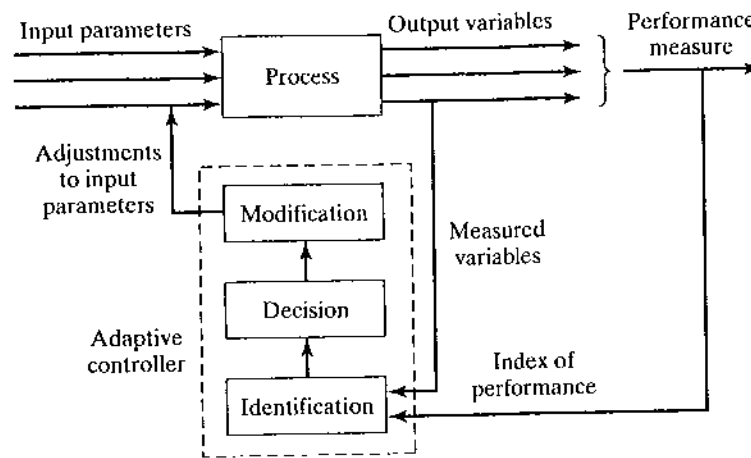 Input parameters
Output variables
Performance
measure
Process
Adjustments
to input
parameters
Modification
Measured
variables
Decision
Adaptive
controller
Index of
performance
Identification